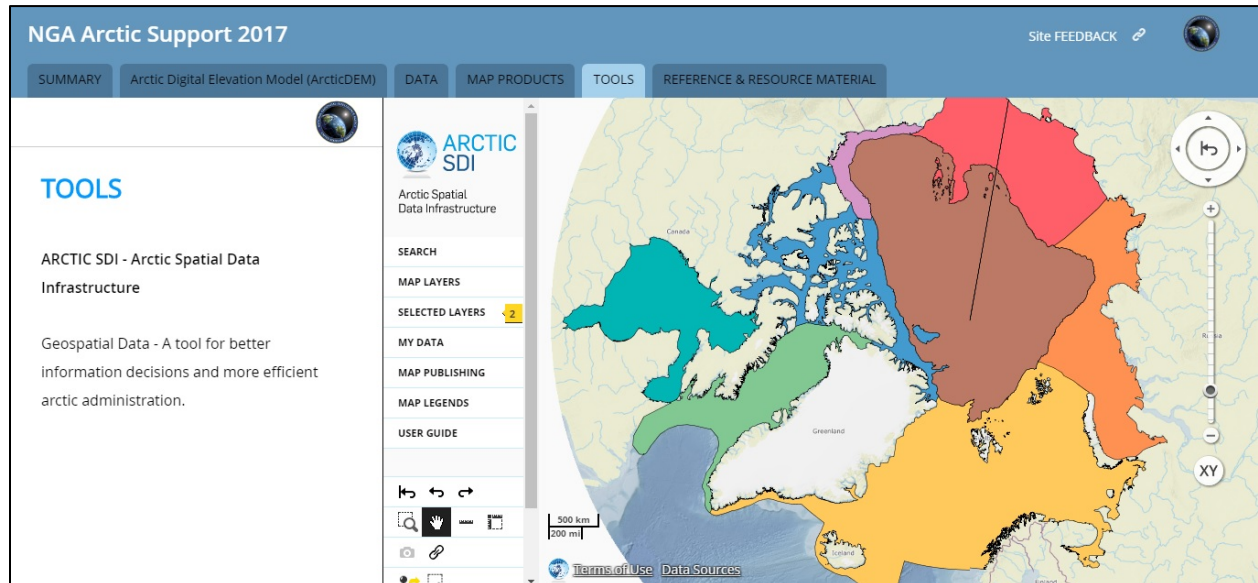 NGA Arctic Support 2017
Site FEEDBACK
SUMMARY
Arctic Digital Elevation Model (ArcticDEM)
DATA
MAP PRODUCTS
TOOLS
REFERENCE & RESOURCE MATERIAL
TOOLS
ARCTIC SDI - Arctic Spatial Data
Infrastructure
Geospatial Data - A tool for better
information decisions and more efficient
arctic administration.
ARCTIC
SDI
Arctic Spatial
Data Infrastructure
SEARCH
MAP LAYERS
SELECTED LAYERS 2
MY DATA
MAP PUBLISHING
MAP LEGENDS
USER GUIDE
Canada
Greenland
Iceland
XY
500 km
200 mi
Terms of Use Data Sources